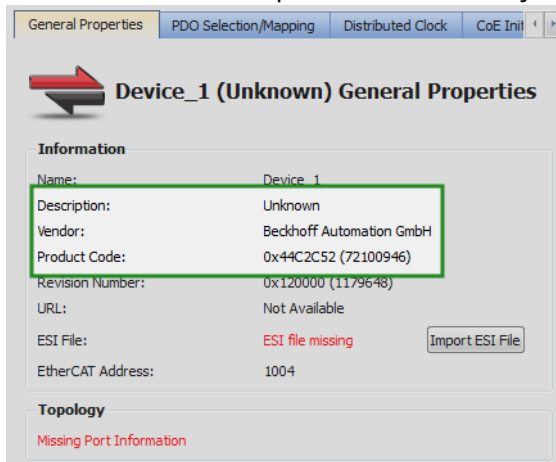 General Properties PDO Selection/Mapping Distributed Clock CoE Init
Device_1 (Unknown) General Properties
Information
Name: Device_1
Description: Unknown
Vendor: Beckhoff Automation GmbH
Product Code: 0x44C2C52 (72100946)
Revision Number: 0x120000 (1179648)
URL: Not Available
ESI File: ESI file missing Import ESI File
EtherCAT Address: 1004
Topology
Missing Port Information